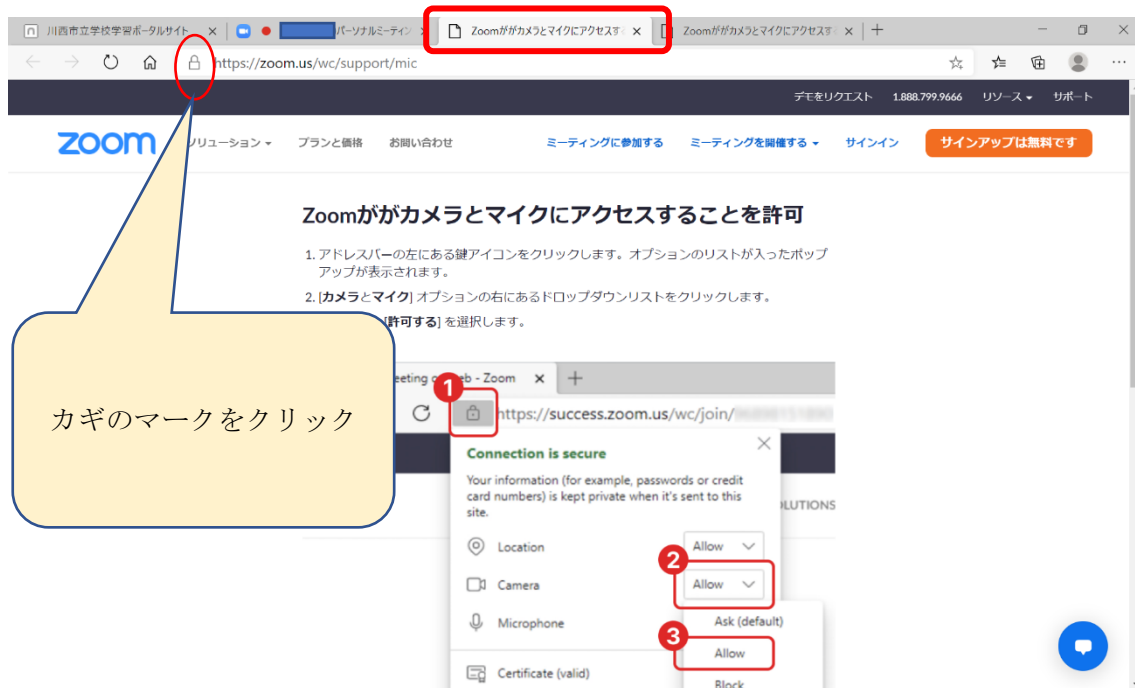 川西市立学校学習ポータルサイト
パーソナルミーティン
Zoomががカメラとマイクにアクセスす
Zoomががカメラとマイクにアクセスす
https://zoom.us/wc/support/mic
デモをリクエスト 1.888.799.9666 リソース サポート
zoom
リューション プランと価格 お問い合わせ ミーティングに参加する ミーティングを開催する サインイン サインアップは無料です
Zoomががカメラとマイクにアクセスすることを許可
1. アドレスバーの左にある鍵アイコンをクリックします。オプションのリストが入ったポップ
アップが表示されます。
2. [カメラとマイク] オプションの右にあるドロップダウンリストをクリックします。
[許可する] を選択します。
カギのマークをクリック
eeting eb - Zoom
1
https://success.zoom.us/wc/join/
Connection is secure
Your information (for example, passwords or credit
card numbers) is kept private when it's sent to this
site.
LUTIONS
Location Allow
2
Camera Allow
Microphone Ask (default)
3
Allow
Certificate (valid)
Block